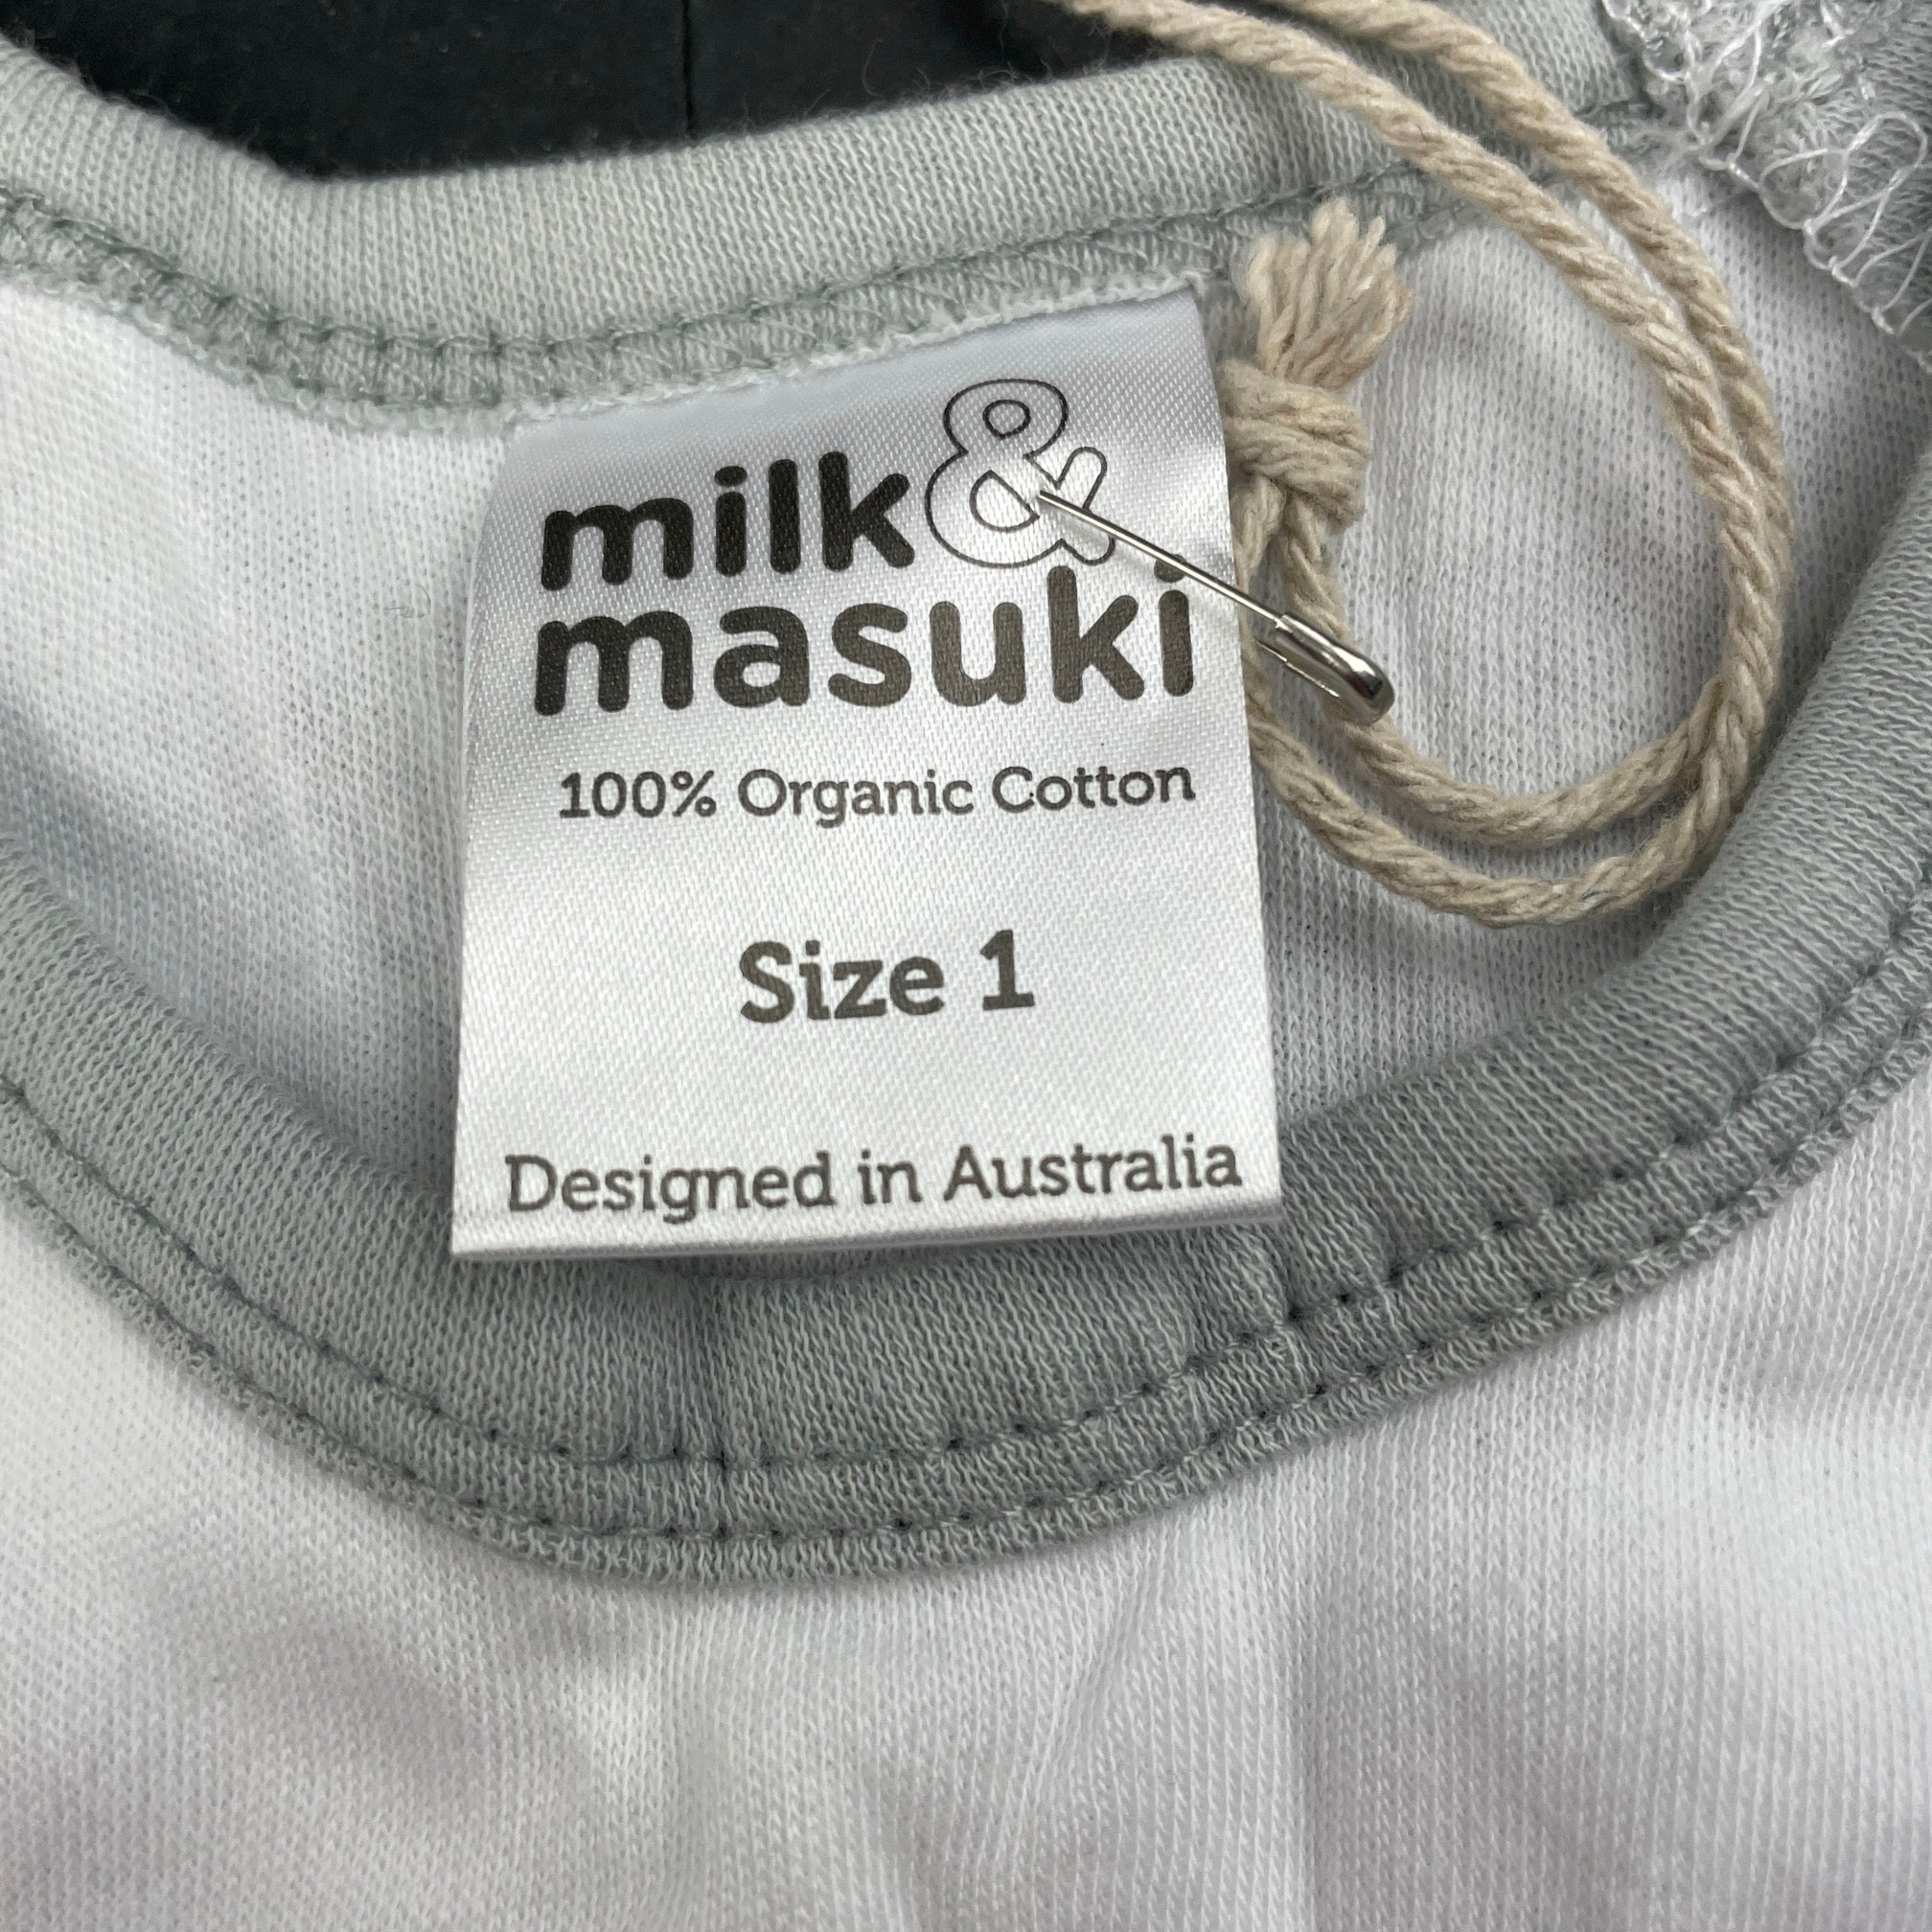 milk &
masuki
100% Organic Cotton
Size 1
Designed in Australia